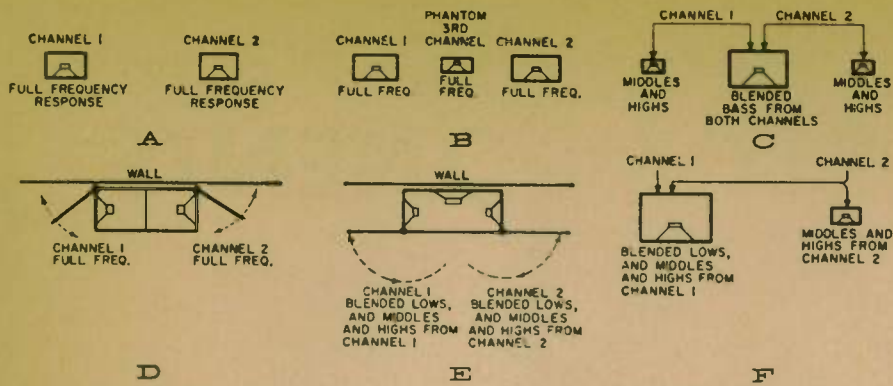 CHANNEL 1
CHANNEL 2
FULL FREQUENCY
RESPONSE
FULL FREQUENCY
RESPONSE
A
PHANTOM
3RD
CHANNEL
CHANNEL 1
CHANNEL 2
FULL FREQ.
FULL
FREQ.
FULL FREQ.
B
CHANNEL 1
CHANNEL 2
MIDDLES
AND
HIGHS
BLENDED
BASS FROM
BOTH CHANNELS
MIDDLES
AND
HIGHS
C
WALL
CHANNEL 1
FULL FREQ.
CHANNEL 2
FULL FREQ.
D
WALL
CHANNEL 1
BLENDED LOWS,
AND MIDDLES
AND HIGHS FROM
CHANNEL 1
CHANNEL 2
BLENDED LOWS,
AND MIDDLES
AND HIGHS FROM
CHANNEL 2
E
CHANNEL 1
CHANNEL 2
BLENDED LOWS,
AND MIDDLES
AND HIGHS FROM
CHANNEL 1
MIDDLES AND
HIGHS FROM
CHANNEL 2
F